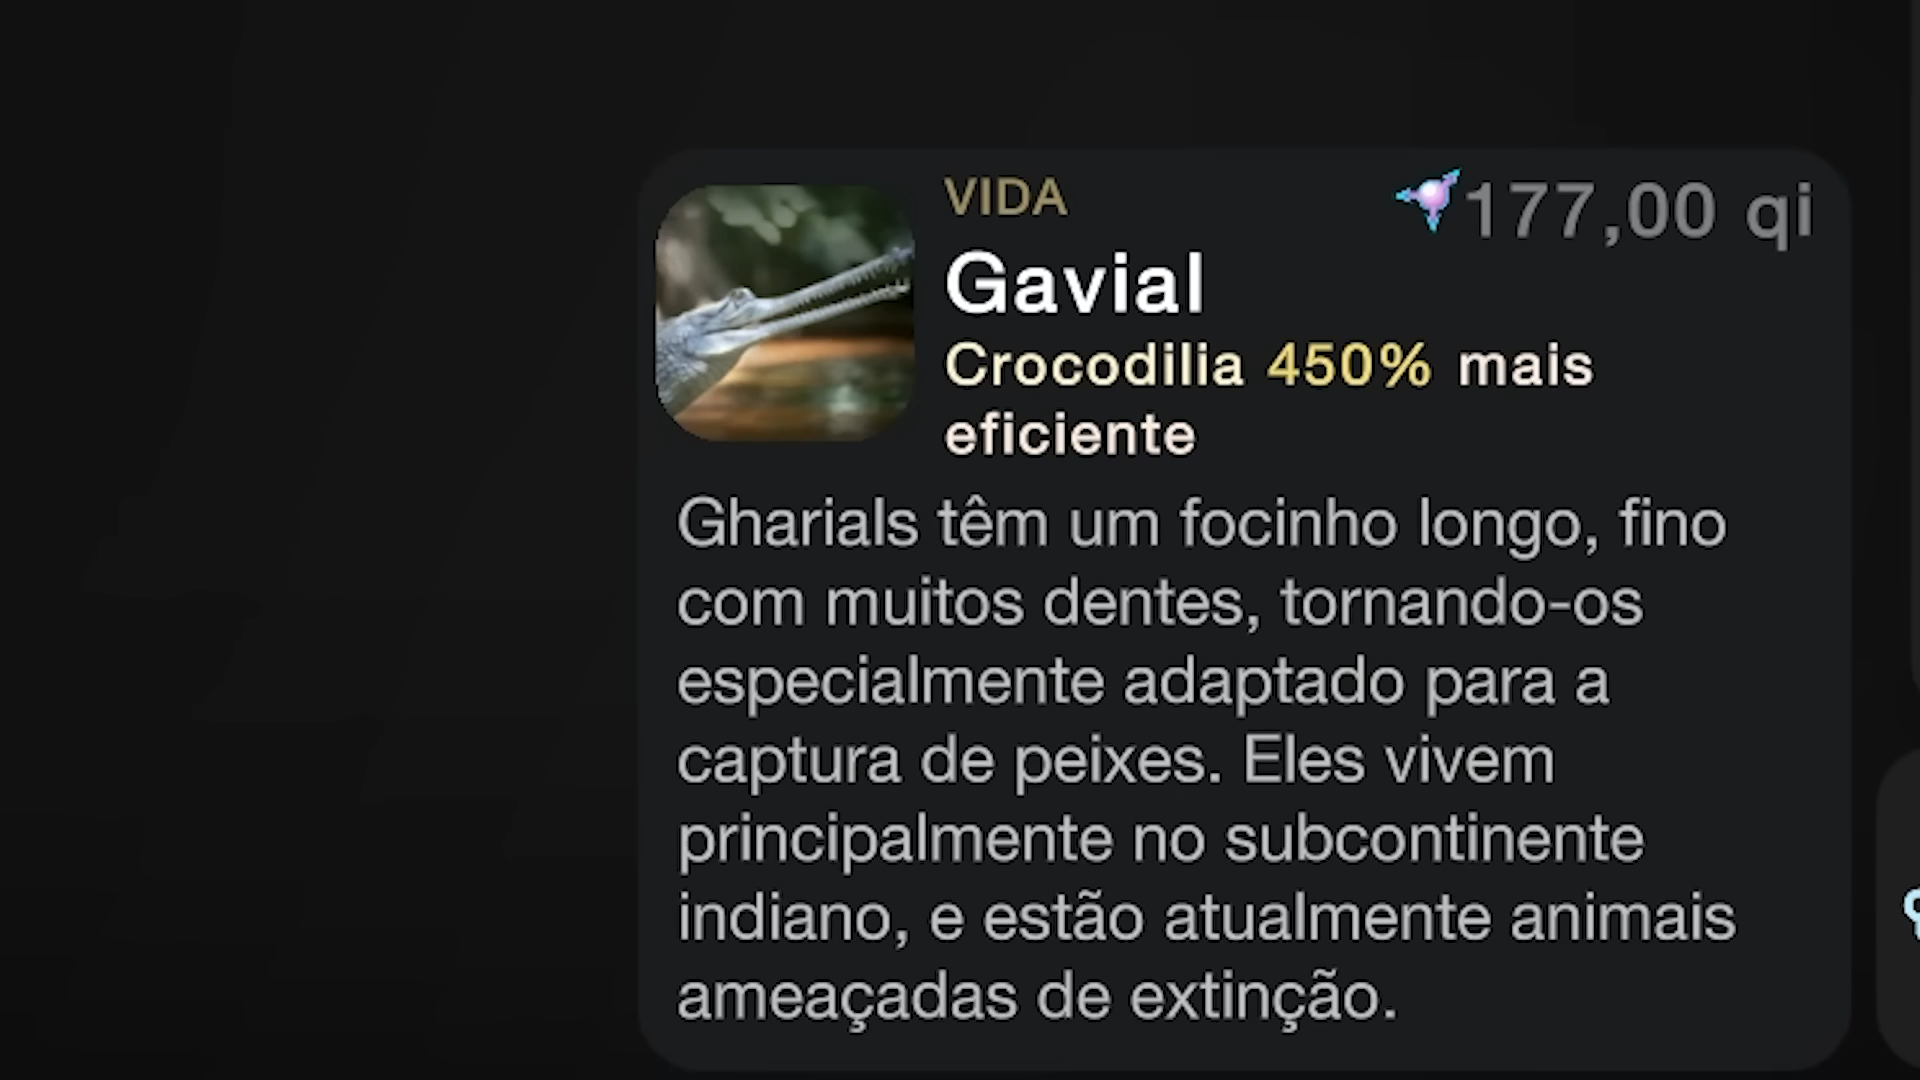 VIDA
177,00 qi
Gavial
Crocodilia 450% mais
eficiente
Gharials têm um focinho longo, fino
com muitos dentes, tornando-os
especialmente adaptado para a
captura de peixes. Eles vivem
principalmente no subcontinente
indiano, e estão atualmente animais
ameaçadas de extinção.